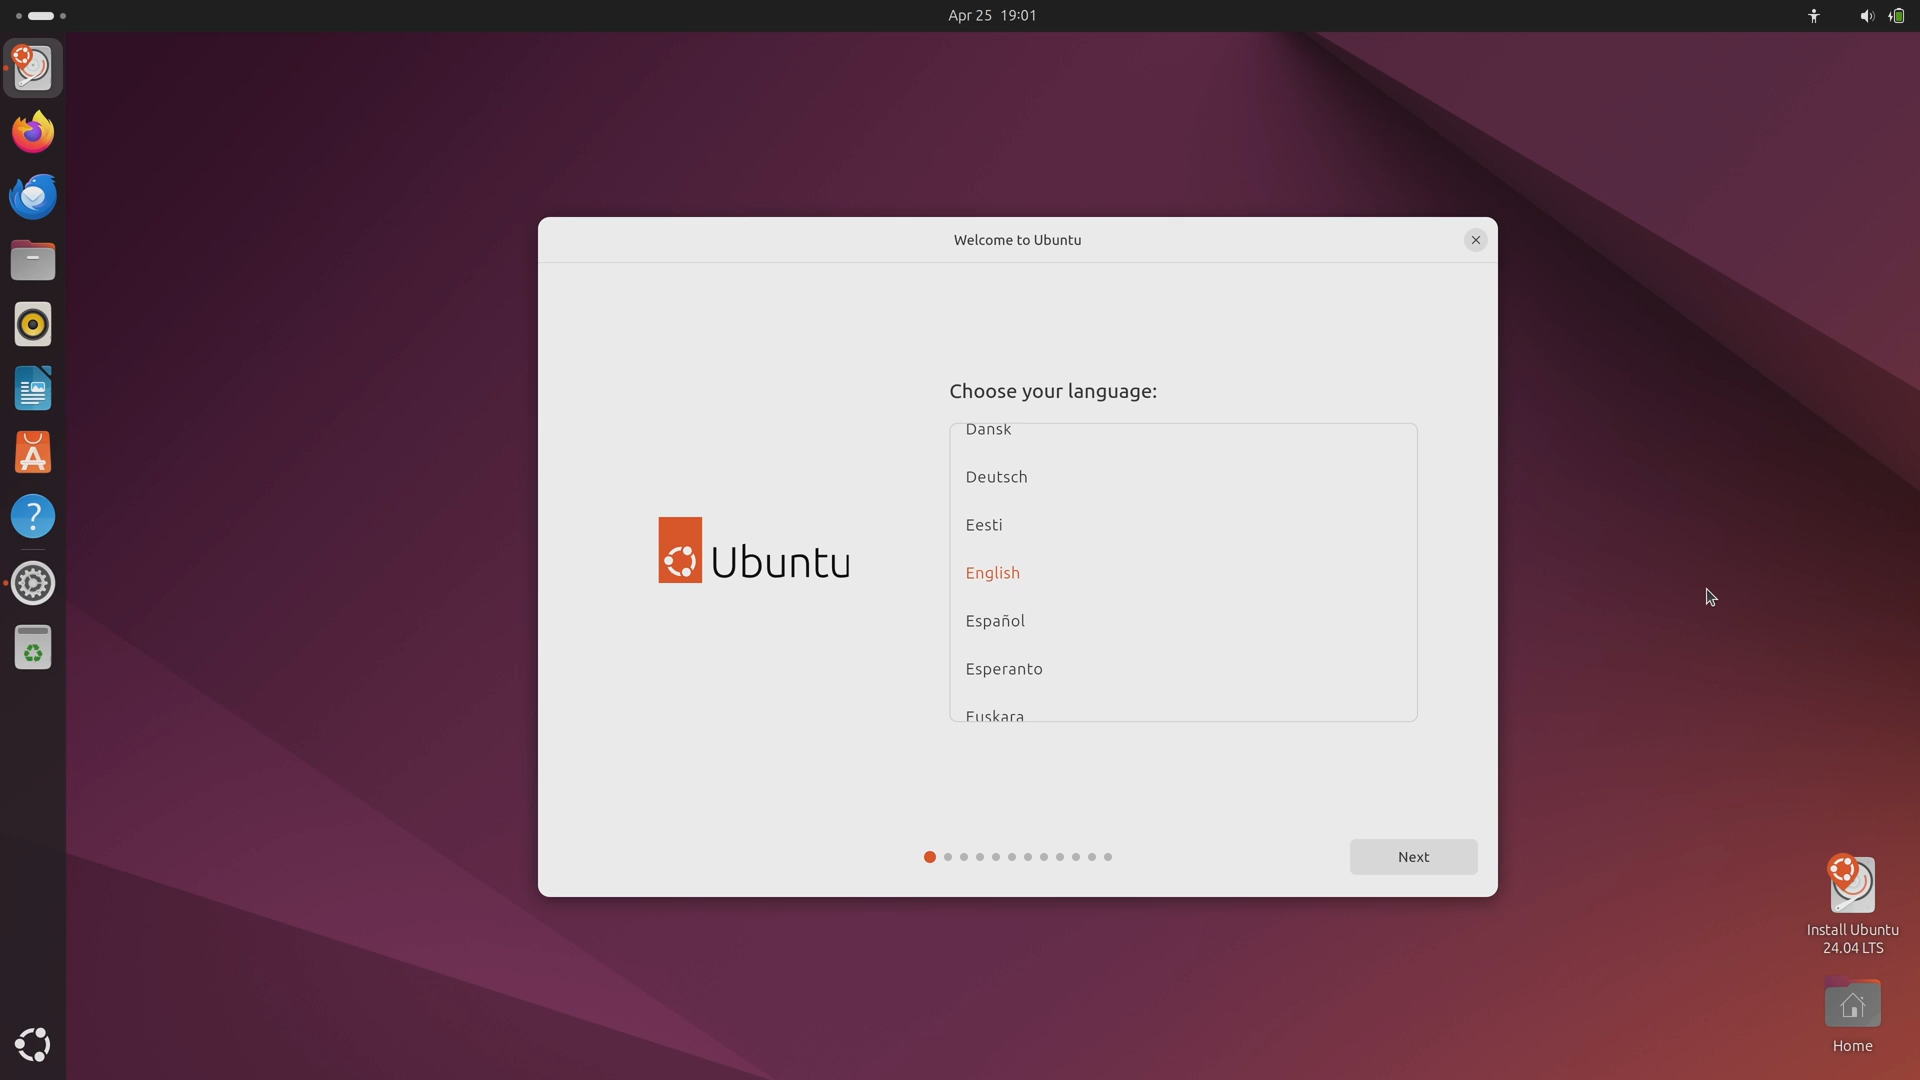 Apr 25 19:01
Welcome to Ubuntu
Choose your language:
Dansk
Deutsch
Eesti
English
Español
Esperanto
Euskara
Ubuntu
Next
Install Ubuntu
24.04 LTS
Home